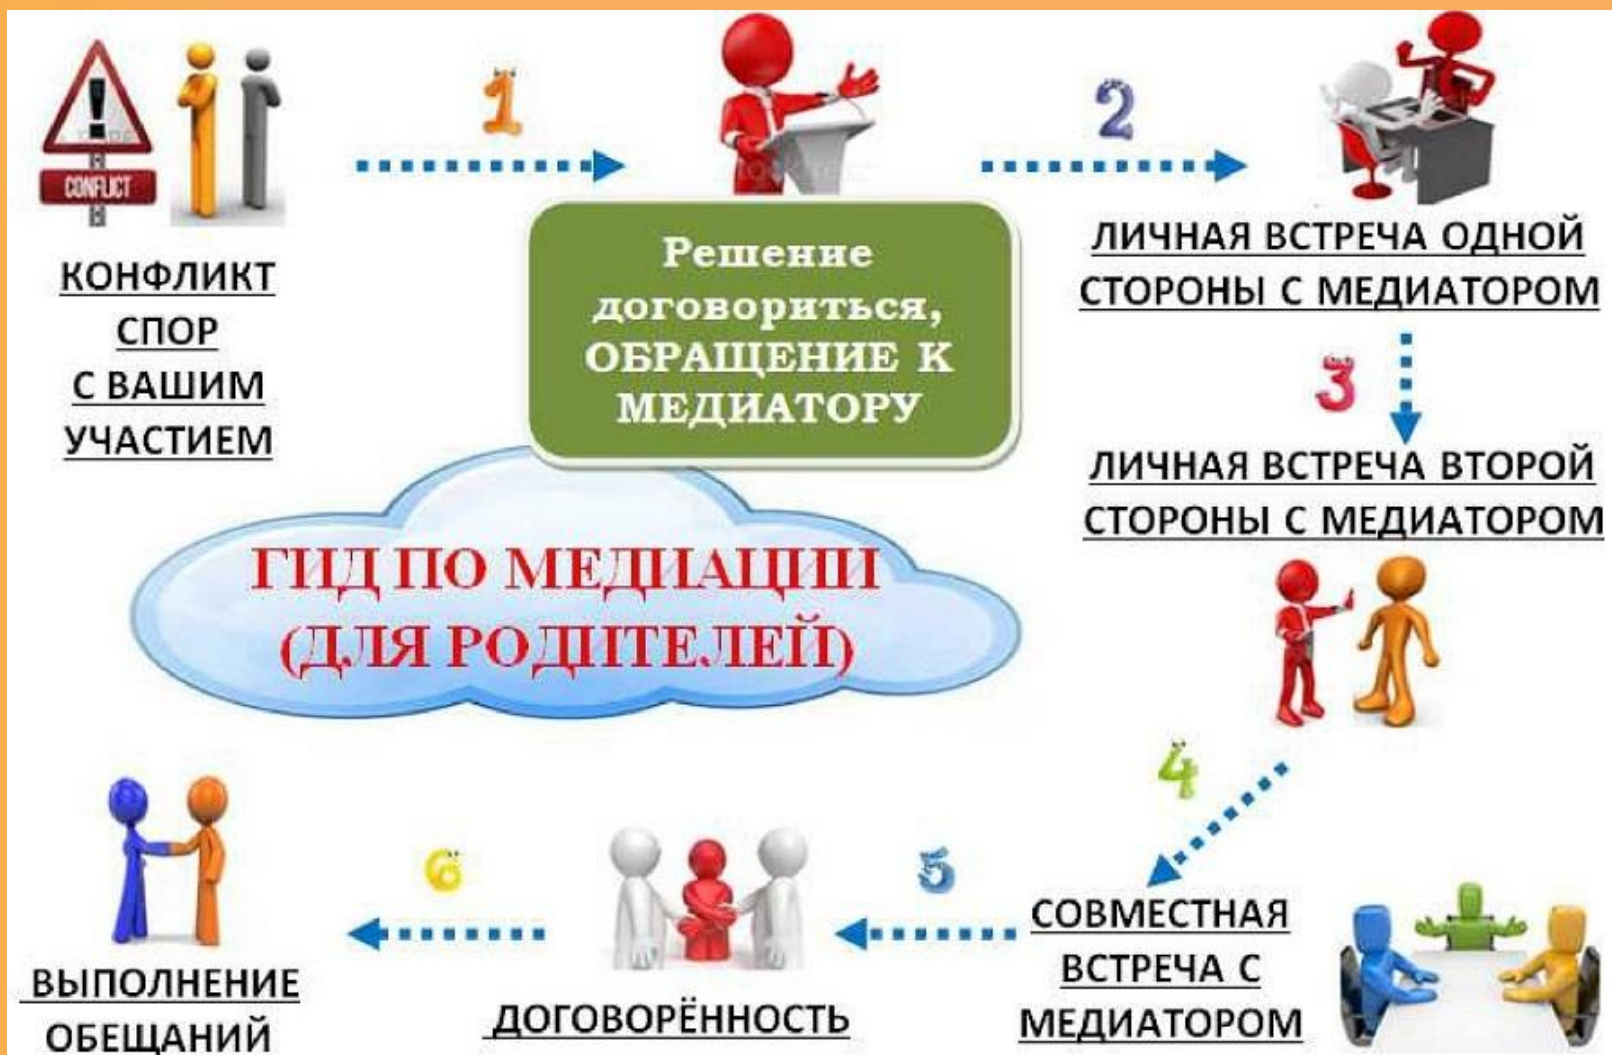 CONFLICT
КОНФЛИКТ
СПОР
С ВАШИМ
УЧАСТИЕМ
1
Решение
договориться,
ОБРАЩЕНИЕ К
МЕДИАТОРУ
2
ЛИЧНАЯ ВСТРЕЧА ОДНОЙ
СТОРОНЫ С МЕДИАТОРОМ
3
ЛИЧНАЯ ВСТРЕЧА ВТОРОЙ
СТОРОНЫ С МЕДИАТОРОМ
ГИД ПО МЕДИАЦИИ
(ДЛЯ РОДИТЕЛЕЙ)
4
СОВМЕСТНАЯ
ВСТРЕЧА С
МЕДИАТОРОМ
5
ДОГОВОРЁННОСТЬ
6
ВЫПОЛНЕНИЕ
ОБЕЩАНИЙ